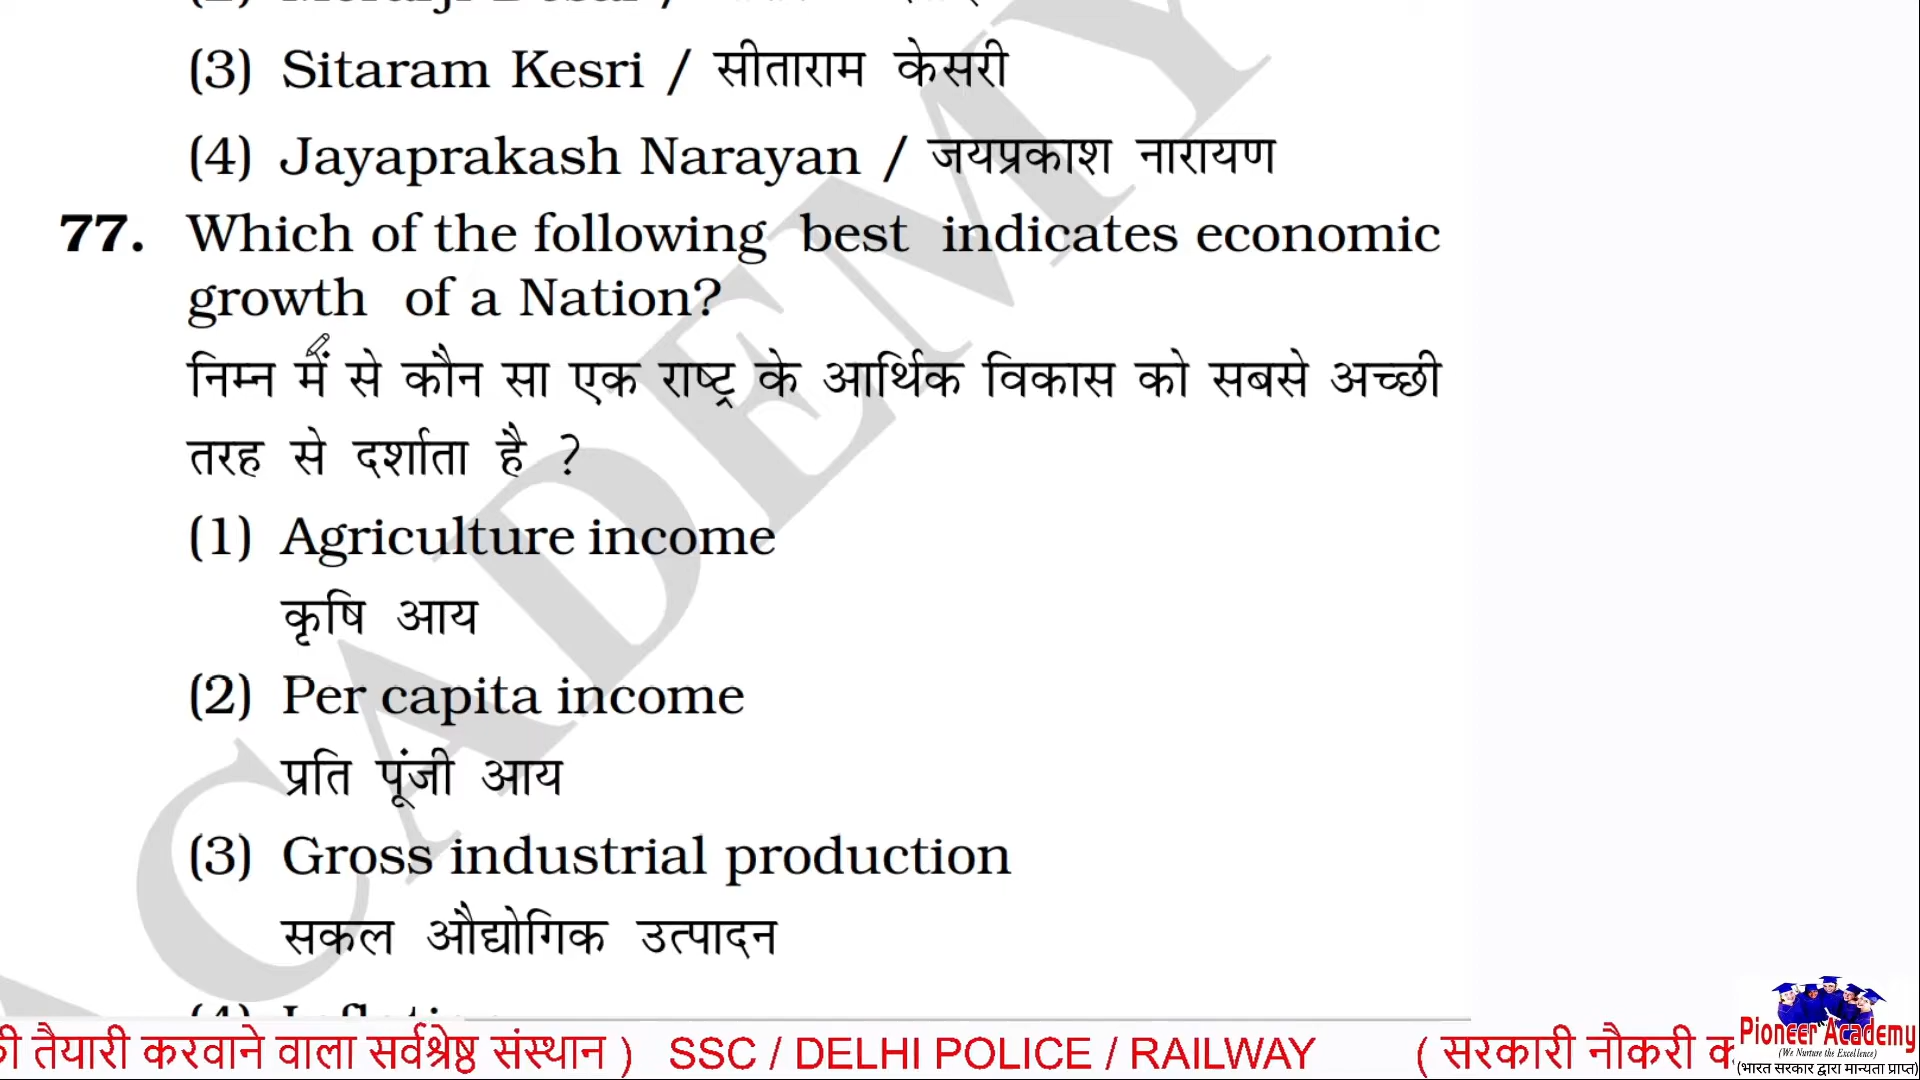 (3) Sitaram Kesri / सीताराम केसरी
(4) Jayaprakash Narayan / जयप्रकाश नारायण
77. Which of the following best indicates economic
growth of a Nation?
निम्न में से कौन सा एक राष्ट्र के आर्थिक विकास को सबसे अच्छी
तरह से दर्शाता है ?
(1) Agriculture income
कृषि आय
(2) Per capita income
प्रति पूंजी आय
(3) Gross industrial production
सकल औद्योगिक उत्पादन
ACADEMY
तैयारी करवाने वाला सर्वश्रेष्ठ संस्थान ) SSC / DELHI POLICE / RAILWAY ( सरकारी नौकरी
Pioneer Academy
(We Nurture the Excellence)
(भारत सरकार द्वारा मान्यता प्राप्त)